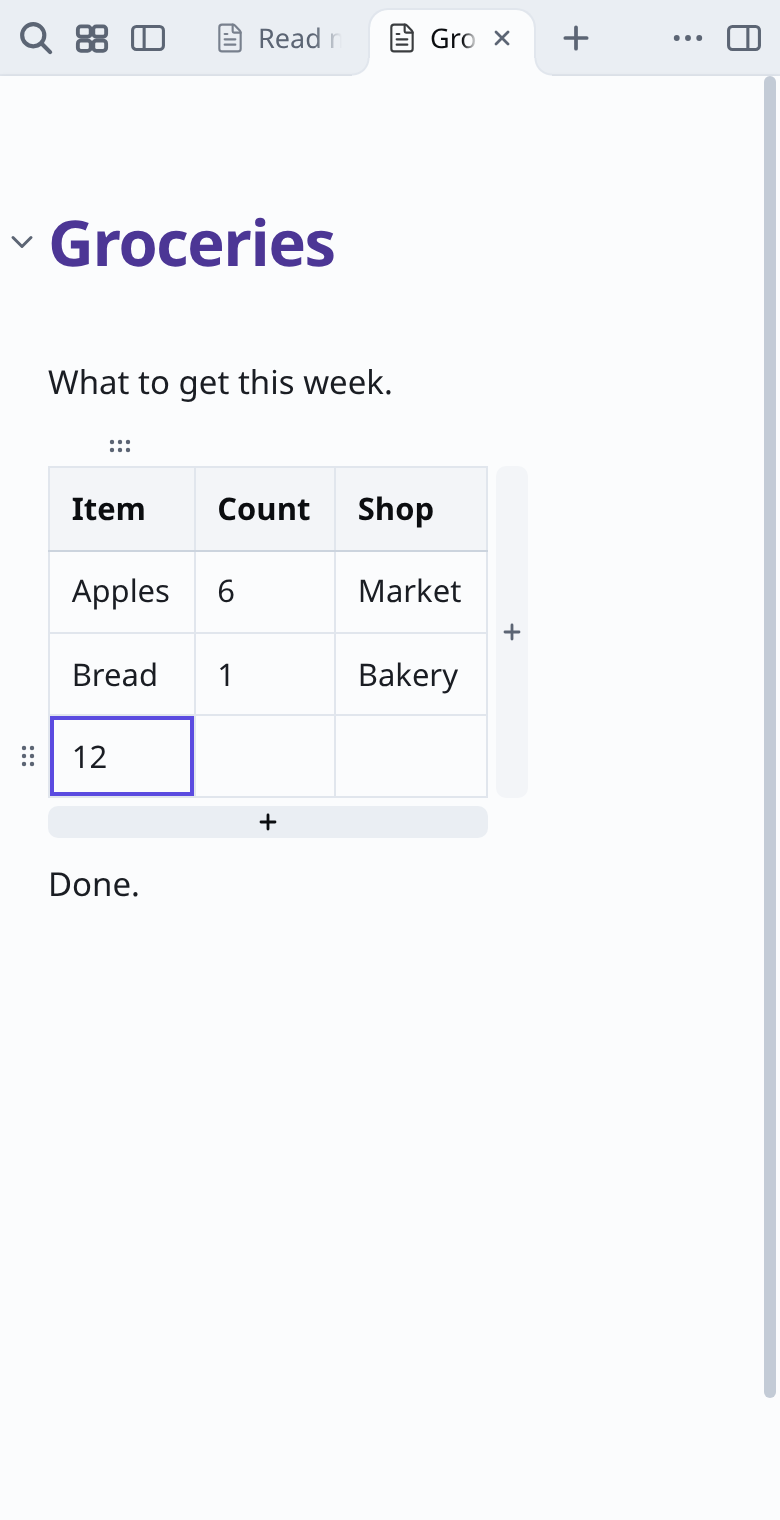 Read
Gro
Groceries
What to get this week.
Item Count Shop
Apples 6 Market
Bread 1 Bakery
12
Done.